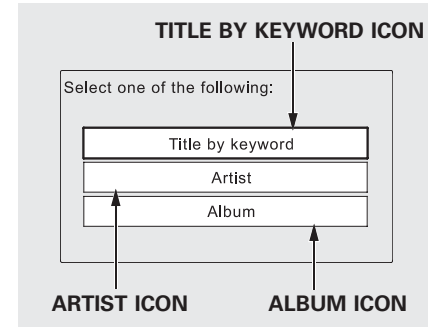 TITLE BY KEYWORD ICON
Select one of the following:
Title by keyword
Artist
Album
ARTIST ICON ALBUM ICON